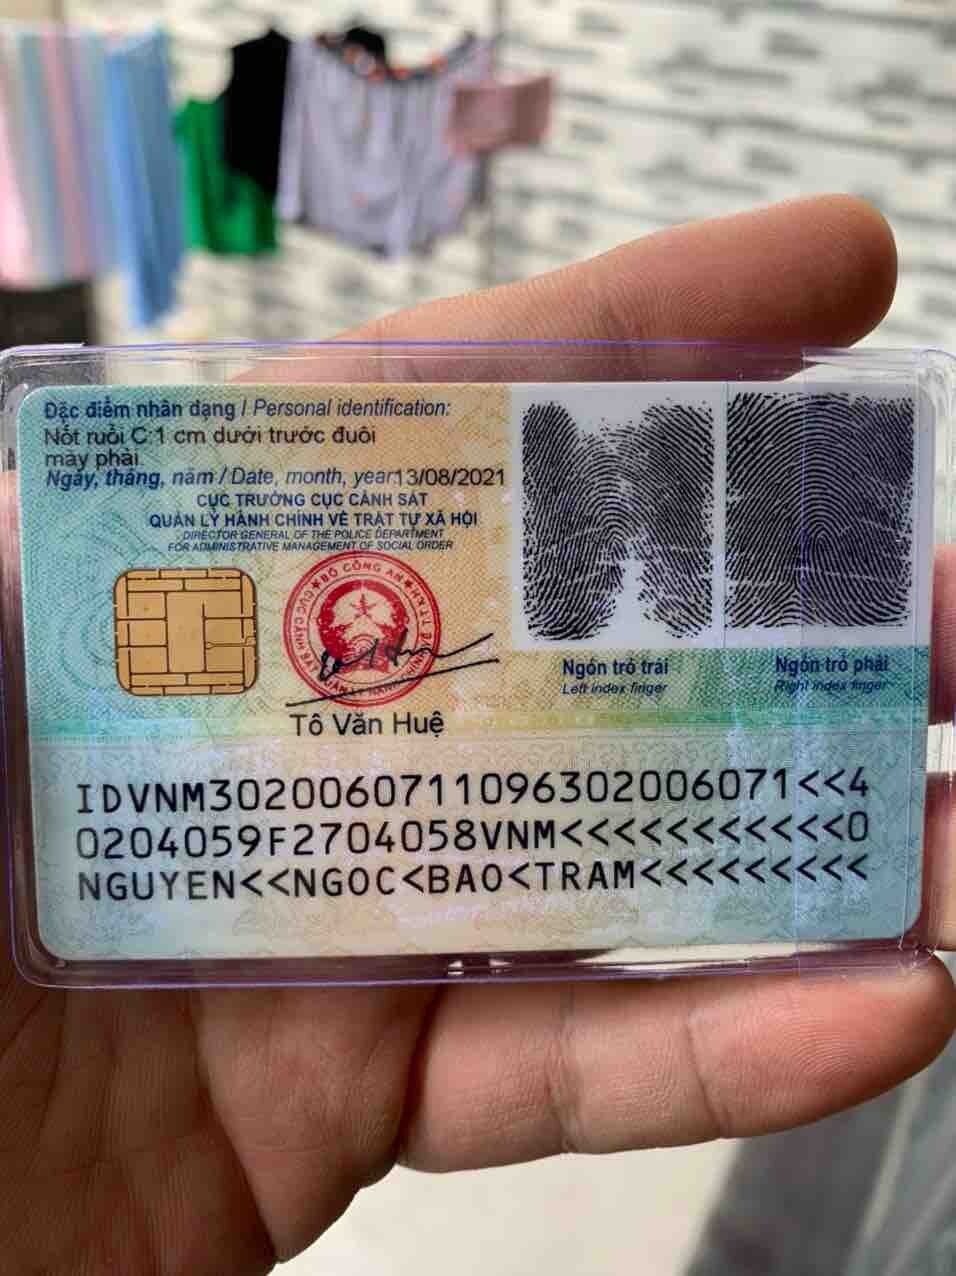 Đặc điểm nhân dạng / Personal identification:
Nốt ruồi C:1 cm dưới trước đuôi
mày phải.
Ngày, tháng, năm / Date, month, year:13/08/2021
CỤC TRƯỞNG CỤC CẢNH SÁT
QUẢN LÝ HÀNH CHÍNH VỀ TRẬT TỰ XÃ HỘI
DIRECTOR GENERAL OF THE POLICE DEPARTMENT
FOR ADMINISTRATIVE MANAGEMENT OF SOCIAL ORDER
BỘ CÔNG AN
Tô Văn Huệ
Ngón trỏ trái
Left index finger
Ngón trỏ phải
Right index finger
IDVNM3020060711096302006071<<4
0204059F2704058VNM<<<<<<<<<<<0
NGUYEN<<NGOC<BAO<TRAM<<<<<<<<<